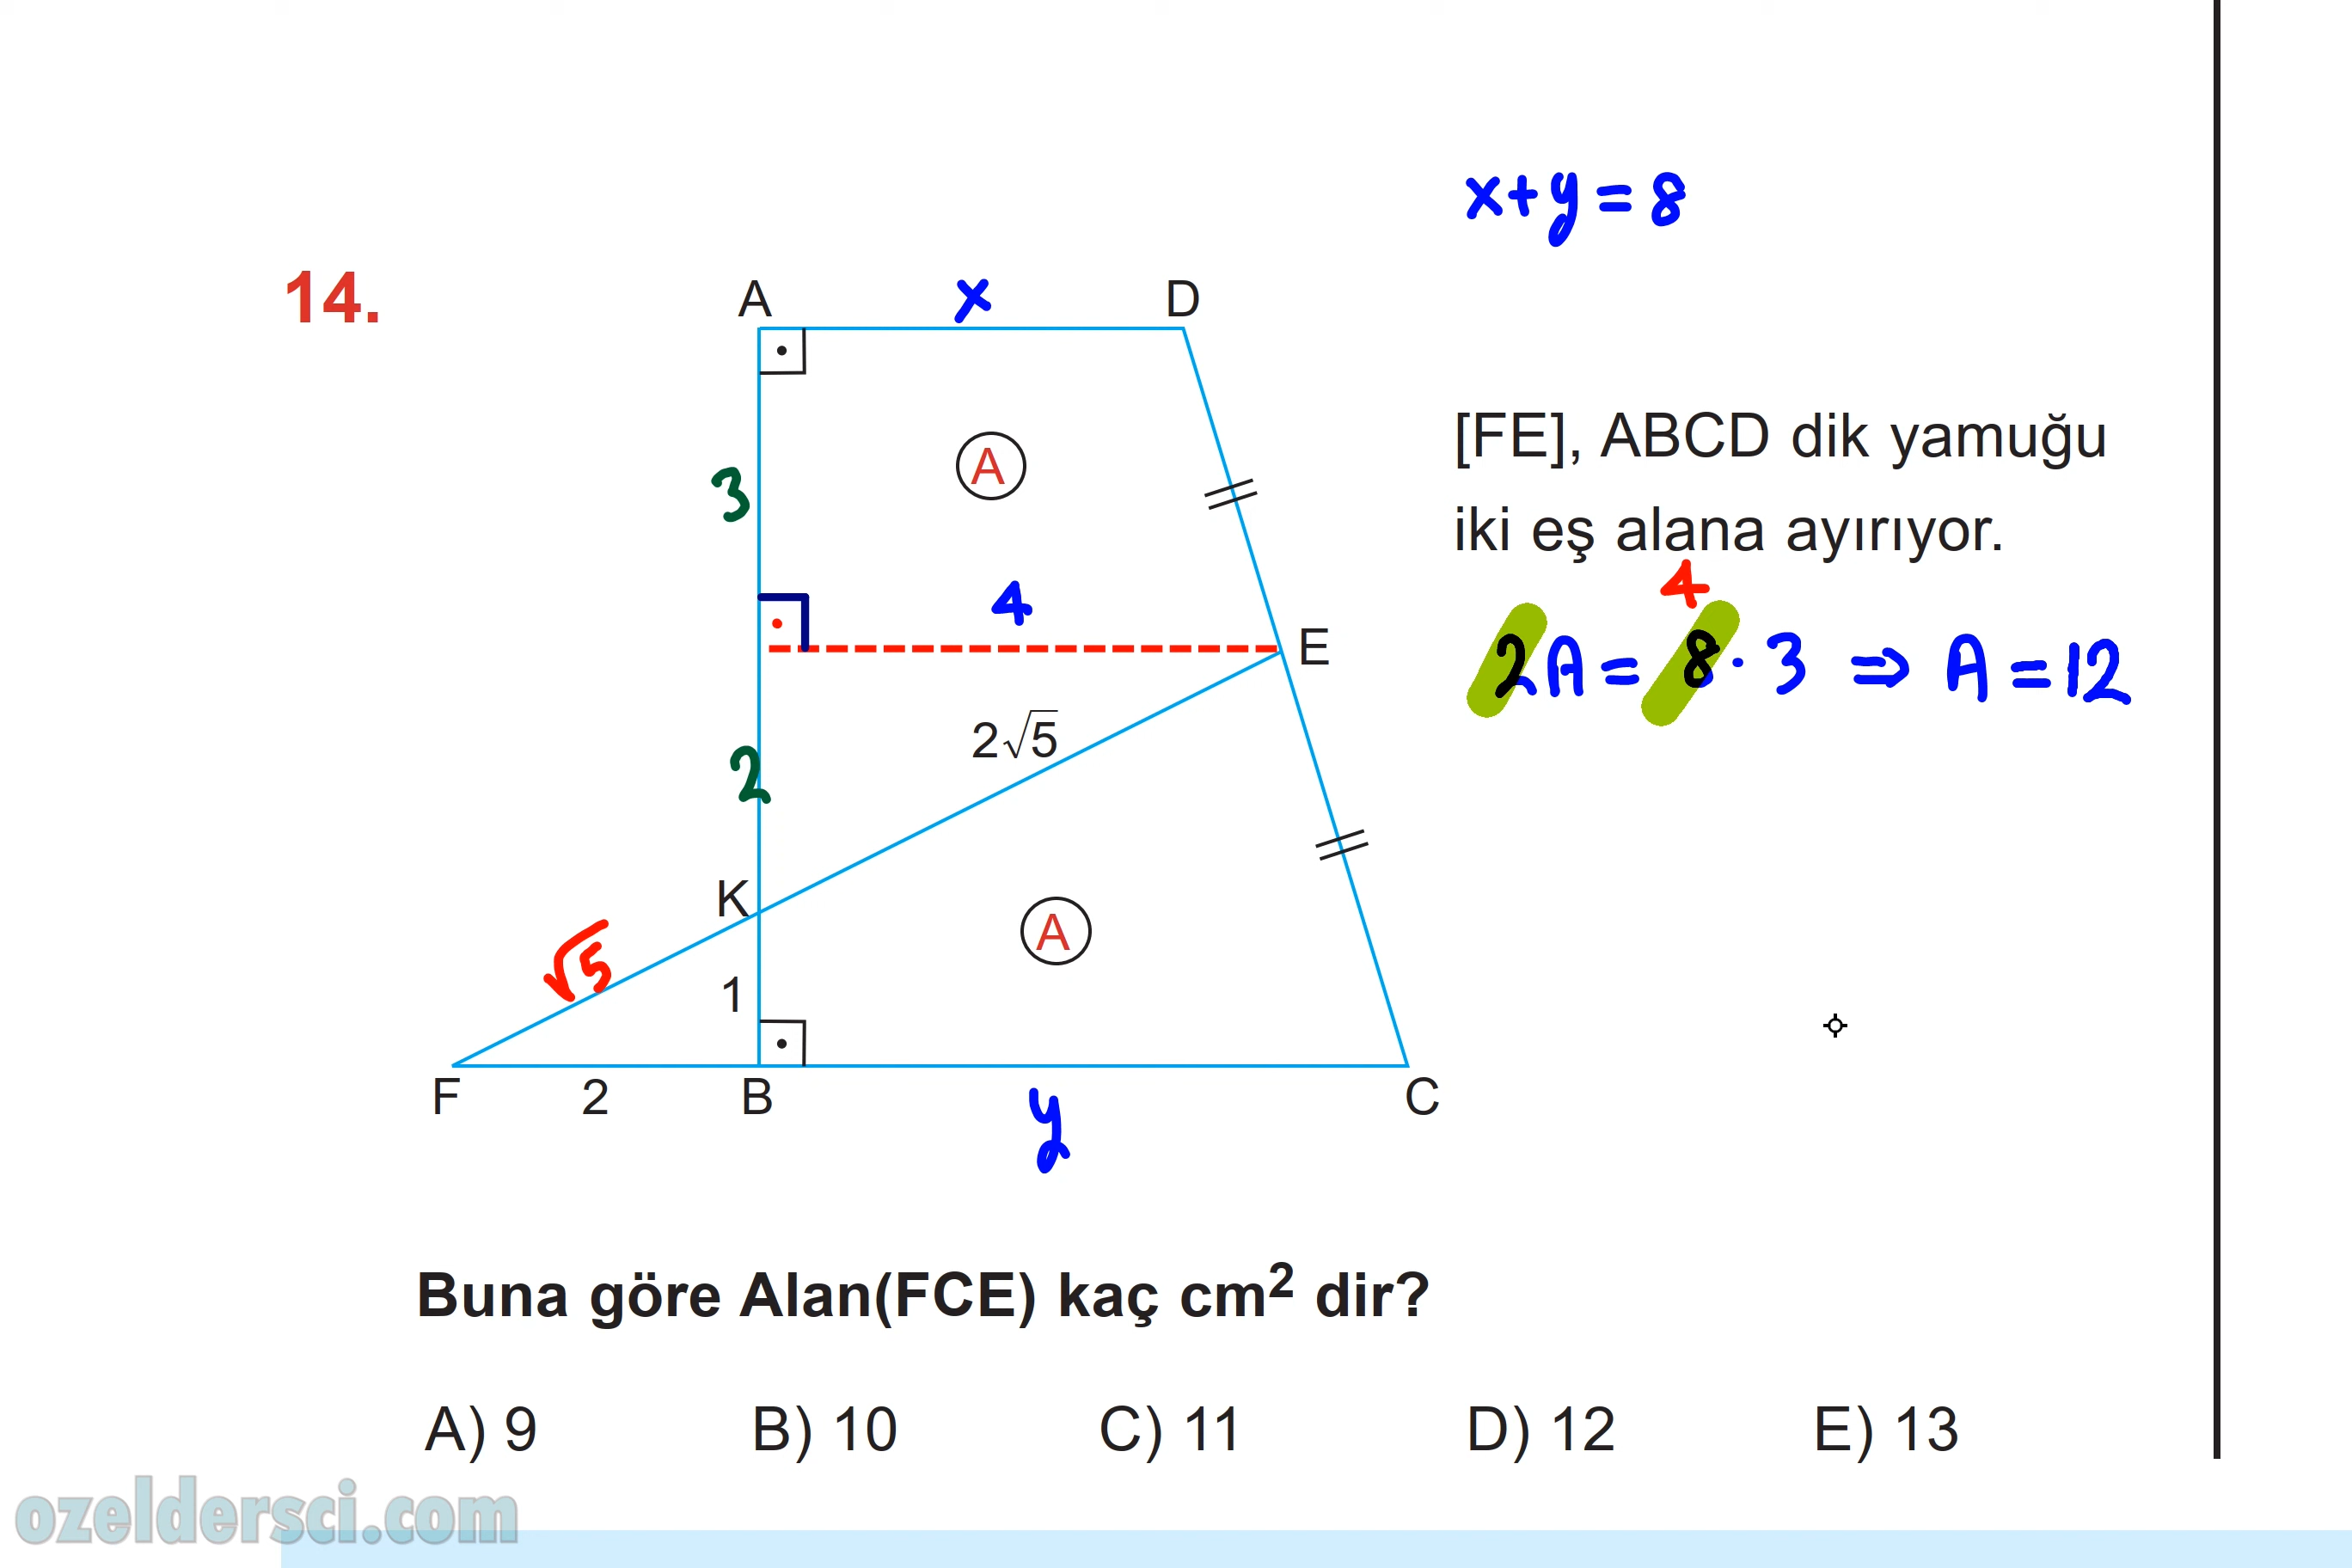 x+y=8
14.
A
x
D
[FE], ABCD dik yamuğu
iki eş alana ayırıyor.
3
A
4
E
4
2A = 8 · 3 ⇒ A = 12
2√5
2
K
√5
1
A
F
2
B
y
C
Buna göre Alan(FCE) kaç cm² dir?
A) 9 B) 10 C) 11 D) 12 E) 13
ozeldersci.com